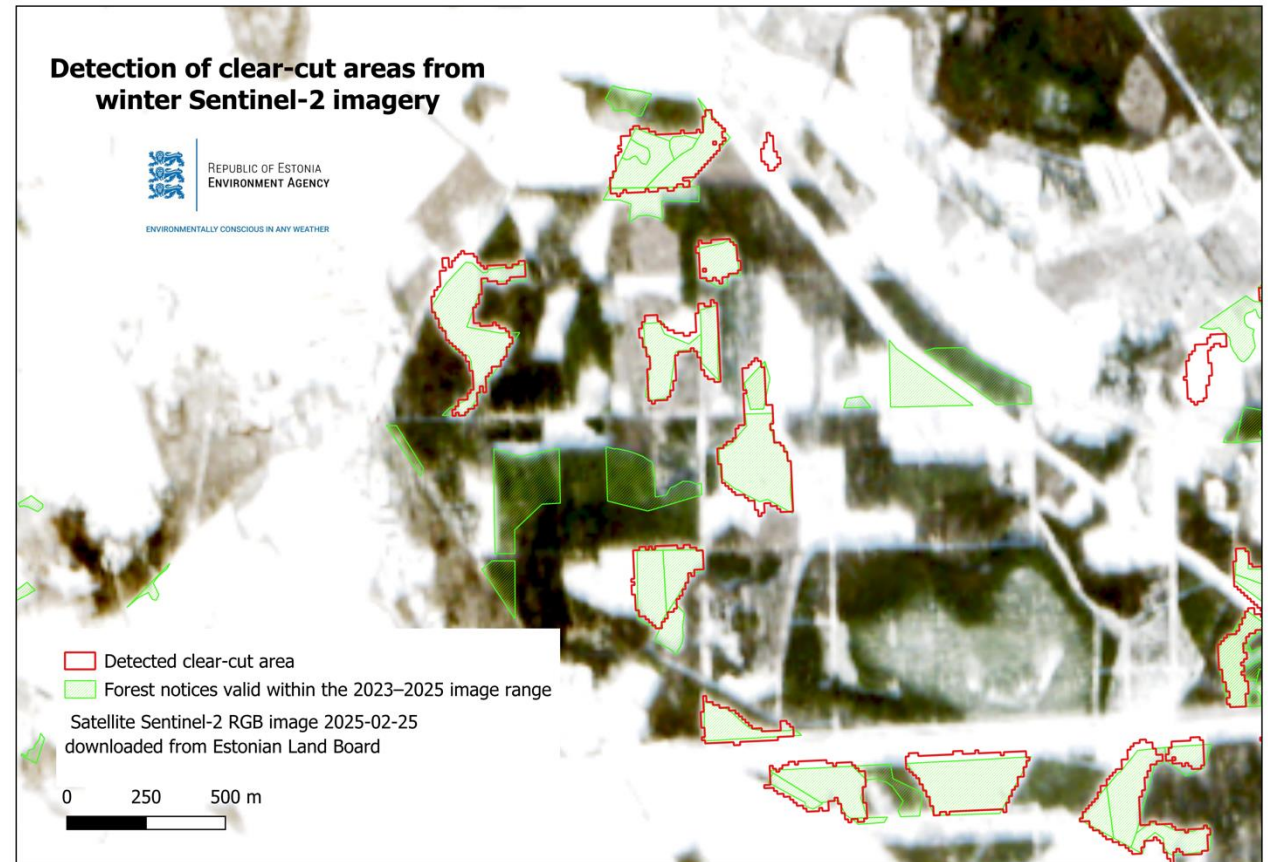 Detection of clear-cut areas from
winter Sentinel-2 imagery
REPUBLIC OF ESTONIA
ENVIRONMENT AGENCY
ENVIRONMENTALLY CONSCIOUS IN ANY WEATHER
Detected clear-cut area
Forest notices valid within the 2023–2025 image range
Satellite Sentinel-2 RGB image 2025-02-25
downloaded from Estonian Land Board
0 250 500 m